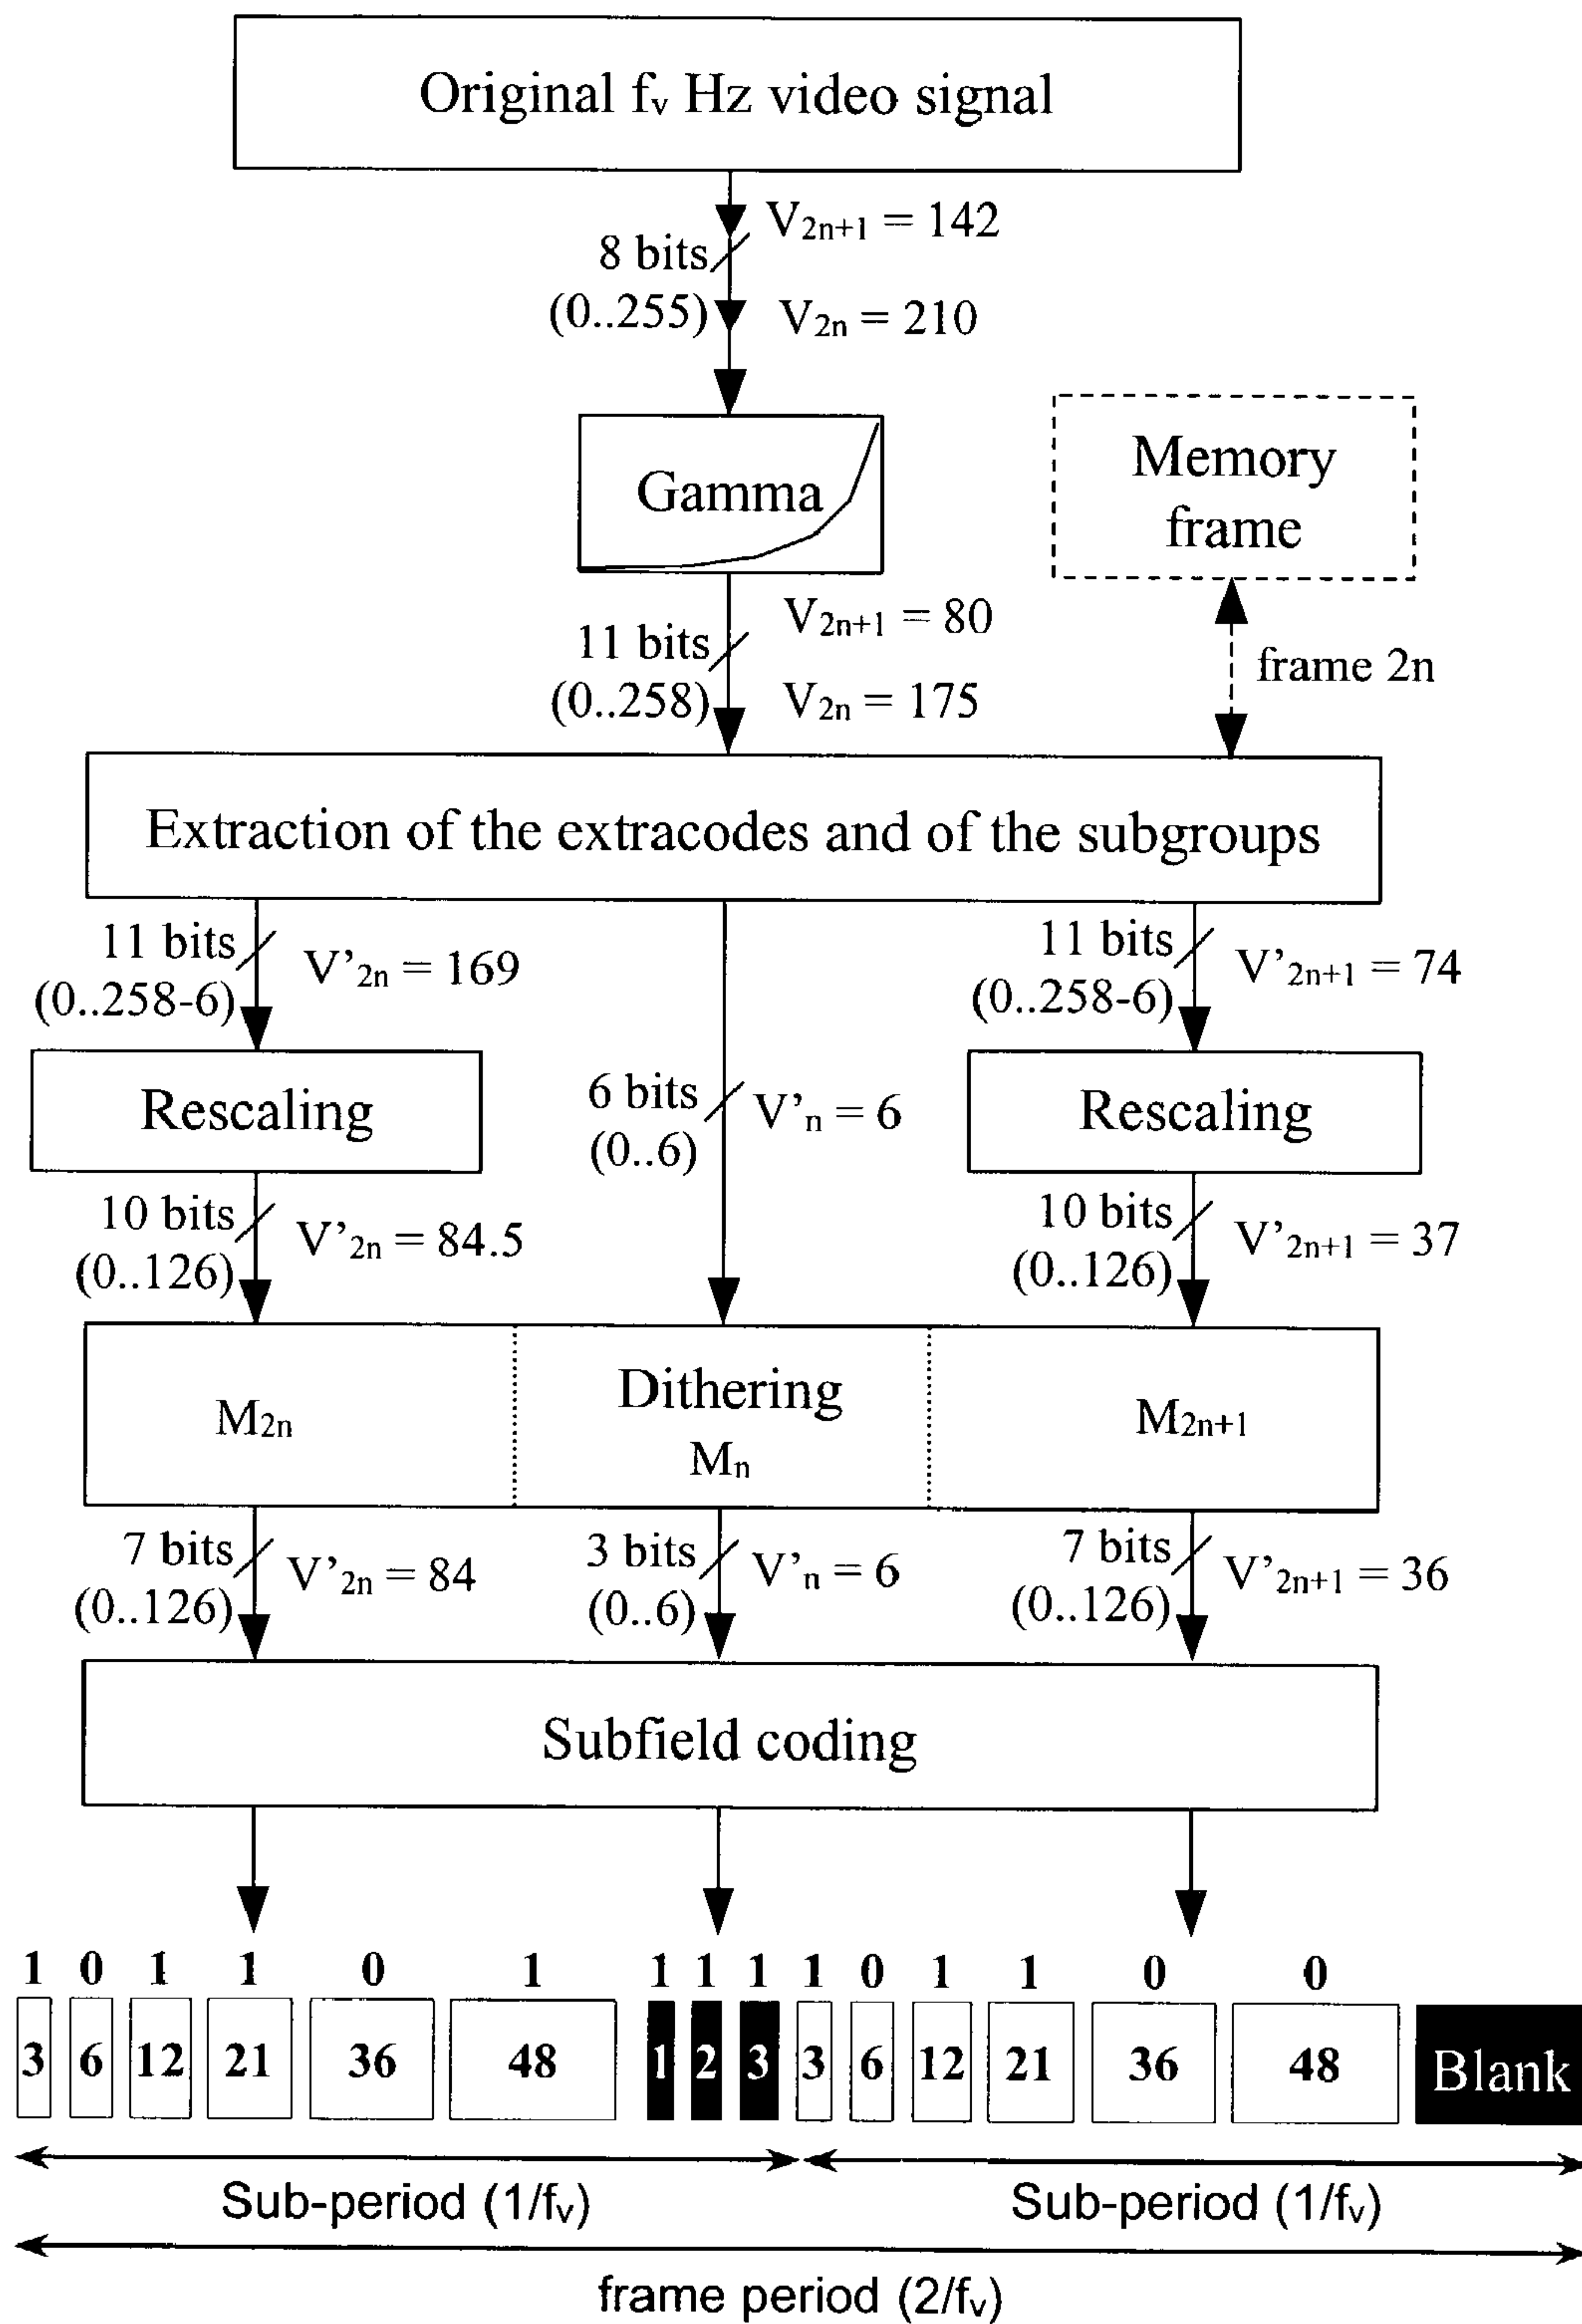 Original fᵥ Hz video signal
V₂ₙ₊₁ = 142
8 bits
(0..255)
V₂ₙ = 210
Gamma
Memory
frame
V₂ₙ₊₁ = 80
11 bits
(0..258)
V₂ₙ = 175
frame 2n
Extraction of the extracodes and of the subgroups
11 bits
(0..258-6)
V’₂ₙ = 169
11 bits
(0..258-6)
V’₂ₙ₊₁ = 74
Rescaling
6 bits
(0..6)
V’ₙ = 6
Rescaling
10 bits
(0..126)
V’₂ₙ = 84.5
10 bits
(0..126)
V’₂ₙ₊₁ = 37
M₂ₙ
Dithering
Mₙ
M₂ₙ₊₁
7 bits
(0..126)
V’₂ₙ = 84
3 bits
(0..6)
V’ₙ = 6
7 bits
(0..126)
V’₂ₙ₊₁ = 36
Subfield coding
1 0 1 1 0 1 1 1 1 1 0 1 1 0 0
3 6 12 21 36 48 1 2 3 3 6 12 21 36 48 Blank
Sub-period (1/fᵥ) Sub-period (1/fᵥ)
frame period (2/fᵥ)